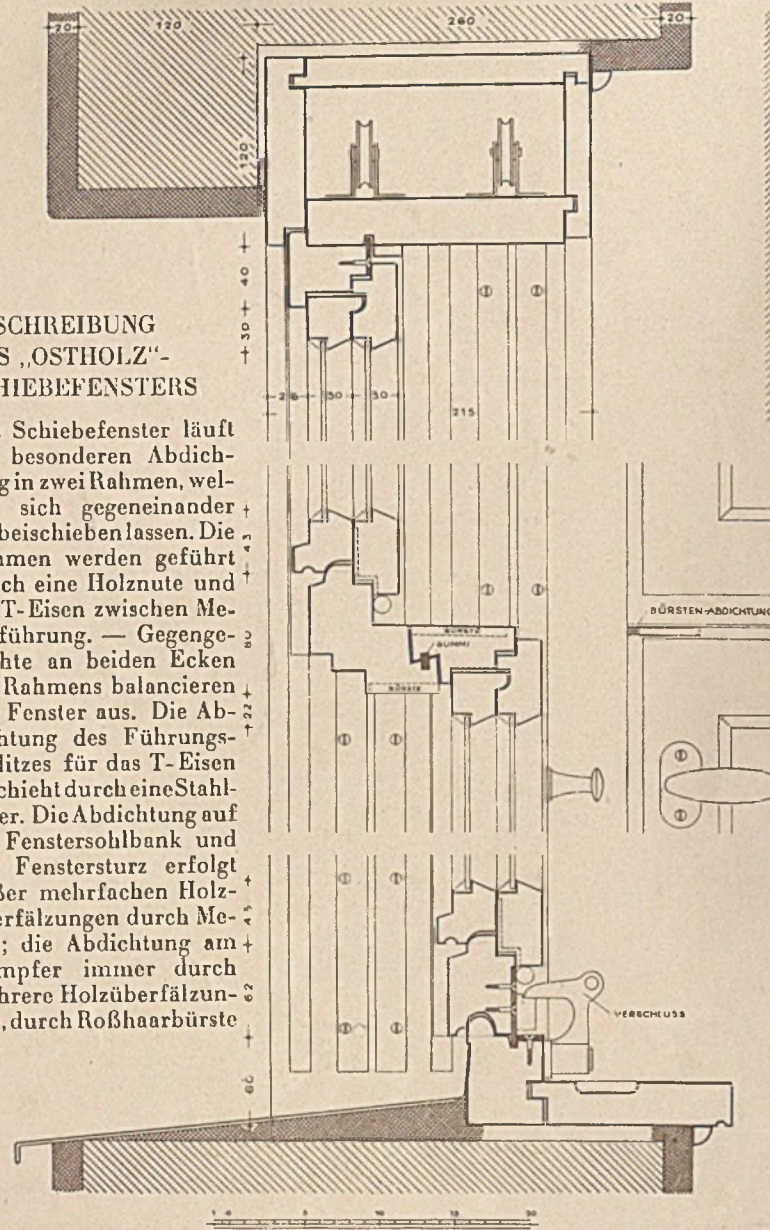 20
120
260
20
120
40
30
SCHREIBUNG
S „OSTHOLZ“-
HIEBEFENSTERS
Schiebefenster läuft
besonderen Abdich-
g in zwei Rahmen, wel-
sich gegeneinander
beischieben lassen. Die
men werden geführt
ch eine Holznute und
T-Eisen zwischen Me-
führung. — Gegenge-
hte an beiden Ecken
Rahmens balancieren
Fenster aus. Die Ab-
htung des Führungs-
litzes für das T-Eisen
chieht durch eine Stahl-
er. Die Abdichtung auf
Fenstersohlbank und
Fenstersturz erfolgt
ßer mehrfachen Holz-
erfälzungen durch Me-
; die Abdichtung am
mpfer immer durch
hrere Holzüberfälzun-
, durch Roßhaarbürste
30
30
215
BÜRSTE
GUMMI
BÜRSTE
BÜRSTEN-ABDICHTUNG
VERSCHLUSS
62
60